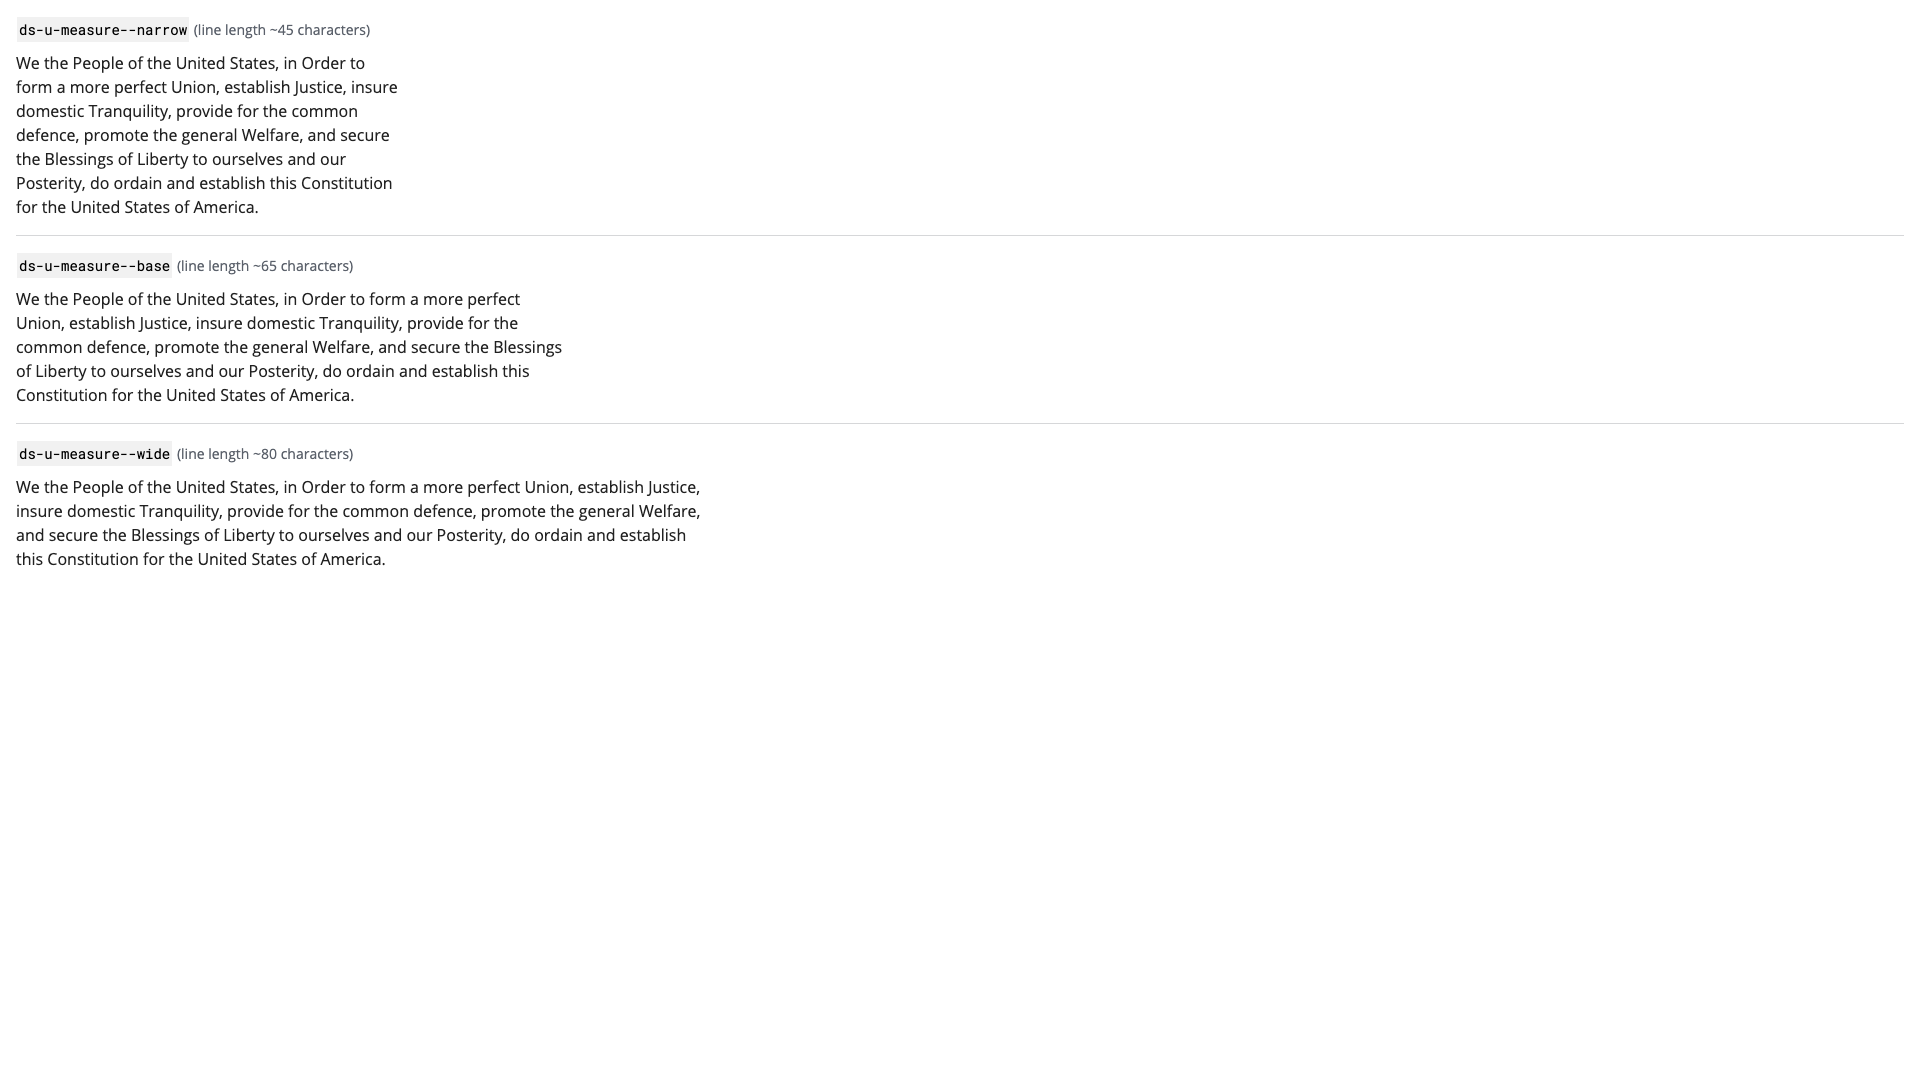 ds-u-measure--narrow (line length ~45 characters)
We the People of the United States, in Order to
form a more perfect Union, establish Justice, insure
domestic Tranquility, provide for the common
defence, promote the general Welfare, and secure
the Blessings of Liberty to ourselves and our
Posterity, do ordain and establish this Constitution
for the United States of America.
ds-u-measure--base (line length ~65 characters)
We the People of the United States, in Order to form a more perfect
Union, establish Justice, insure domestic Tranquility, provide for the
common defence, promote the general Welfare, and secure the Blessings
of Liberty to ourselves and our Posterity, do ordain and establish this
Constitution for the United States of America.
ds-u-measure--wide (line length ~80 characters)
We the People of the United States, in Order to form a more perfect Union, establish Justice,
insure domestic Tranquility, provide for the common defence, promote the general Welfare,
and secure the Blessings of Liberty to ourselves and our Posterity, do ordain and establish
this Constitution for the United States of America.